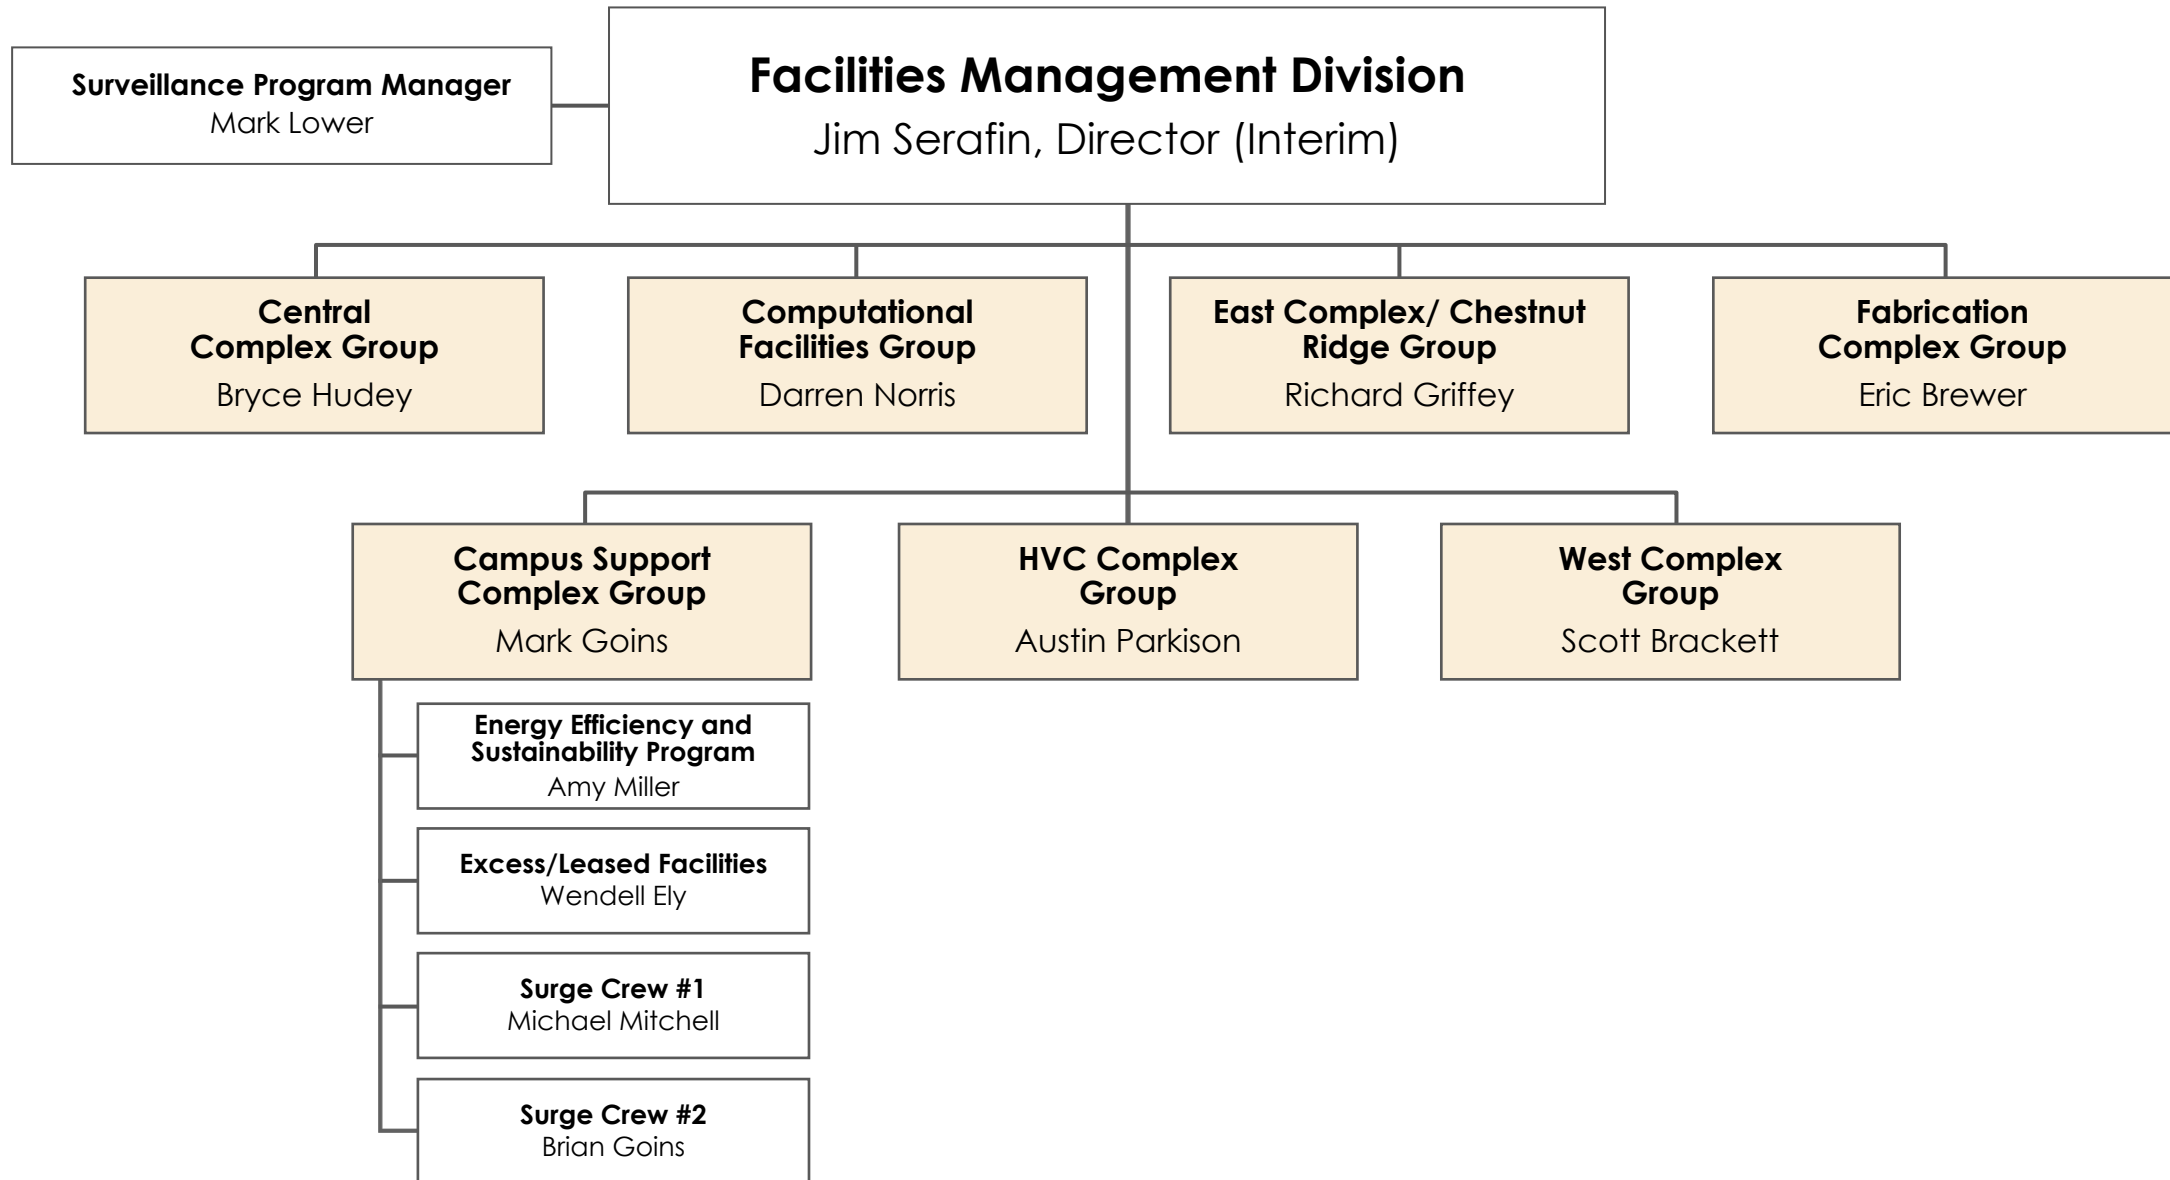 Facilities Management Division
Jim Serafin, Director (Interim)
Surveillance Program Manager
Mark Lower
Central
Complex Group
Bryce Hudey
Computational
Facilities Group
Darren Norris
East Complex/ Chestnut
Ridge Group
Richard Griffey
Fabrication
Complex Group
Eric Brewer
Campus Support
Complex Group
Mark Goins
HVC Complex
Group
Austin Parkison
West Complex
Group
Scott Brackett
Energy Efficiency and
Sustainability Program
Amy Miller
Excess/Leased Facilities
Wendell Ely
Surge Crew #1
Michael Mitchell
Surge Crew #2
Brian Goins